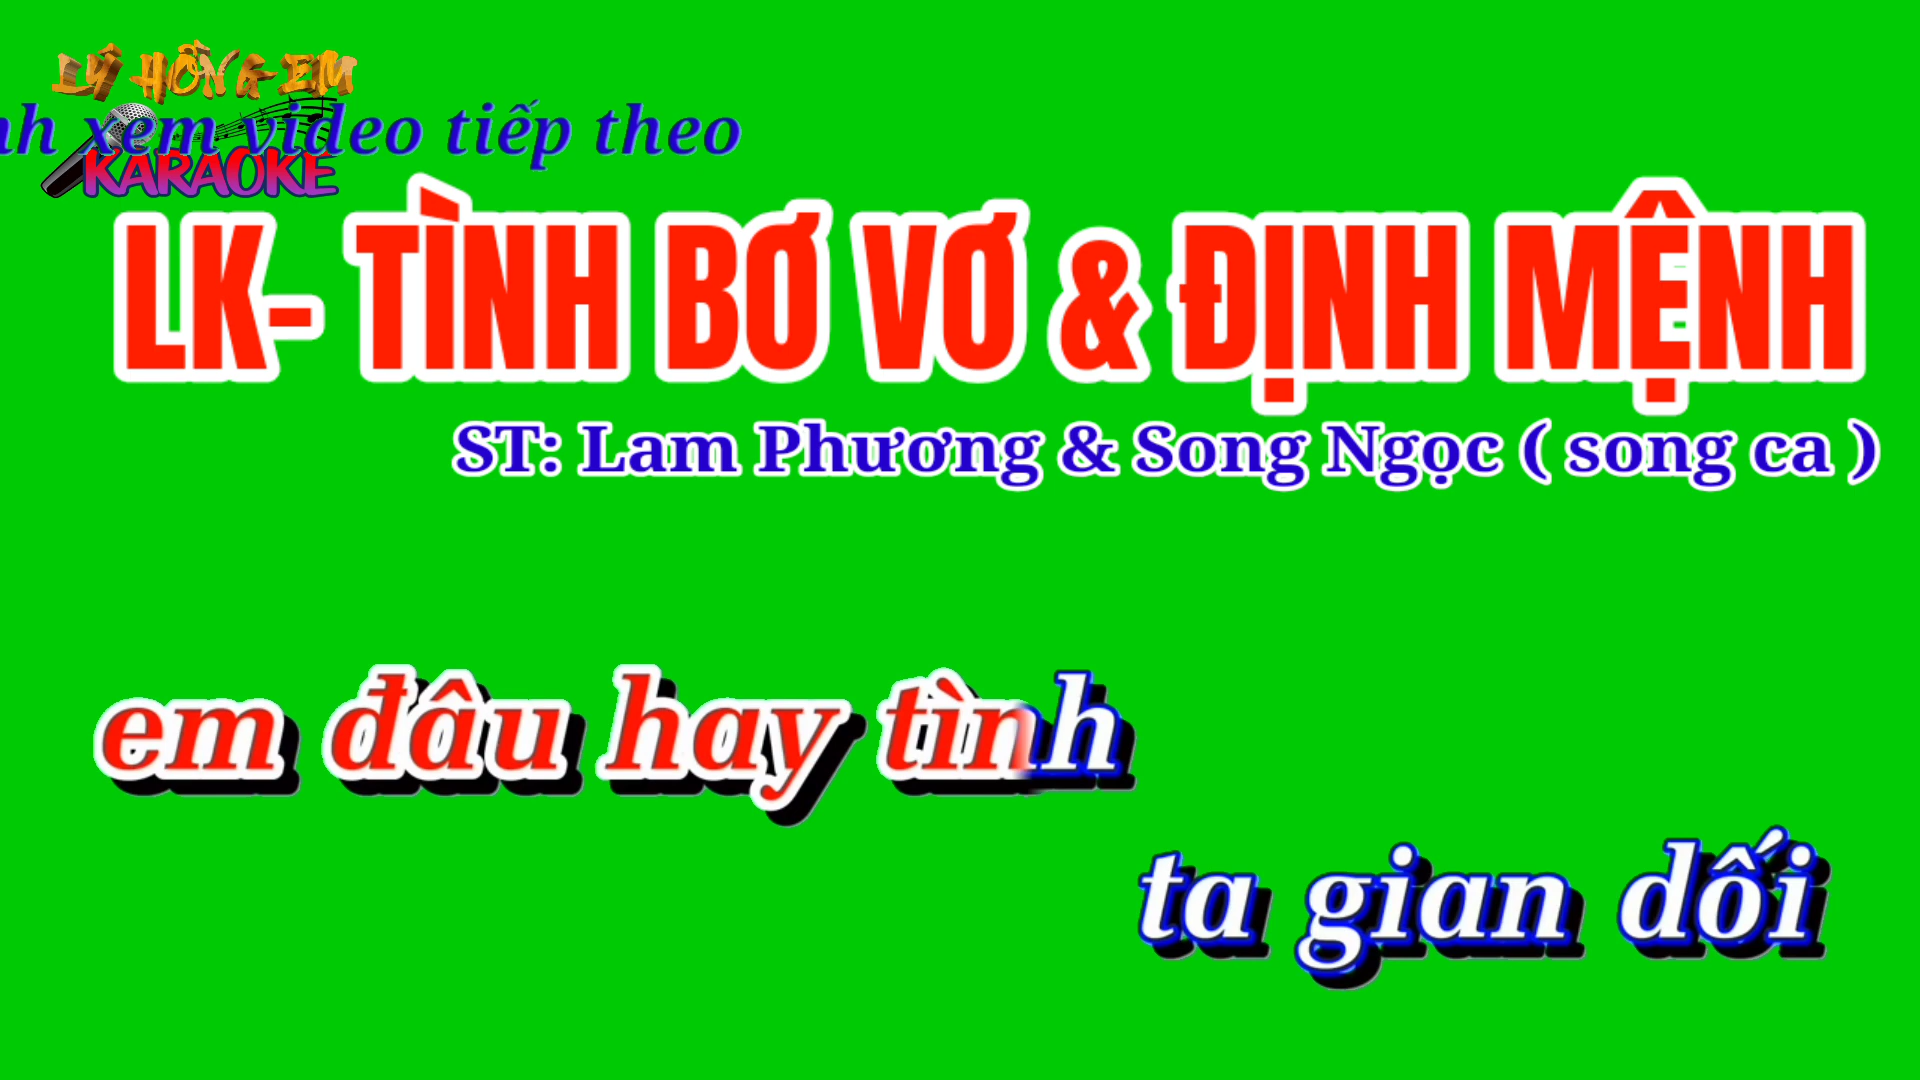 LÝ HỒNG EM
KARAOKE
xem video tiếp theo
LK- TÌNH BƠ VƠ & ĐỊNH MỆNH
ST: Lam Phương & Song Ngọc ( song ca )
em đâu hay tình
ta gian dối